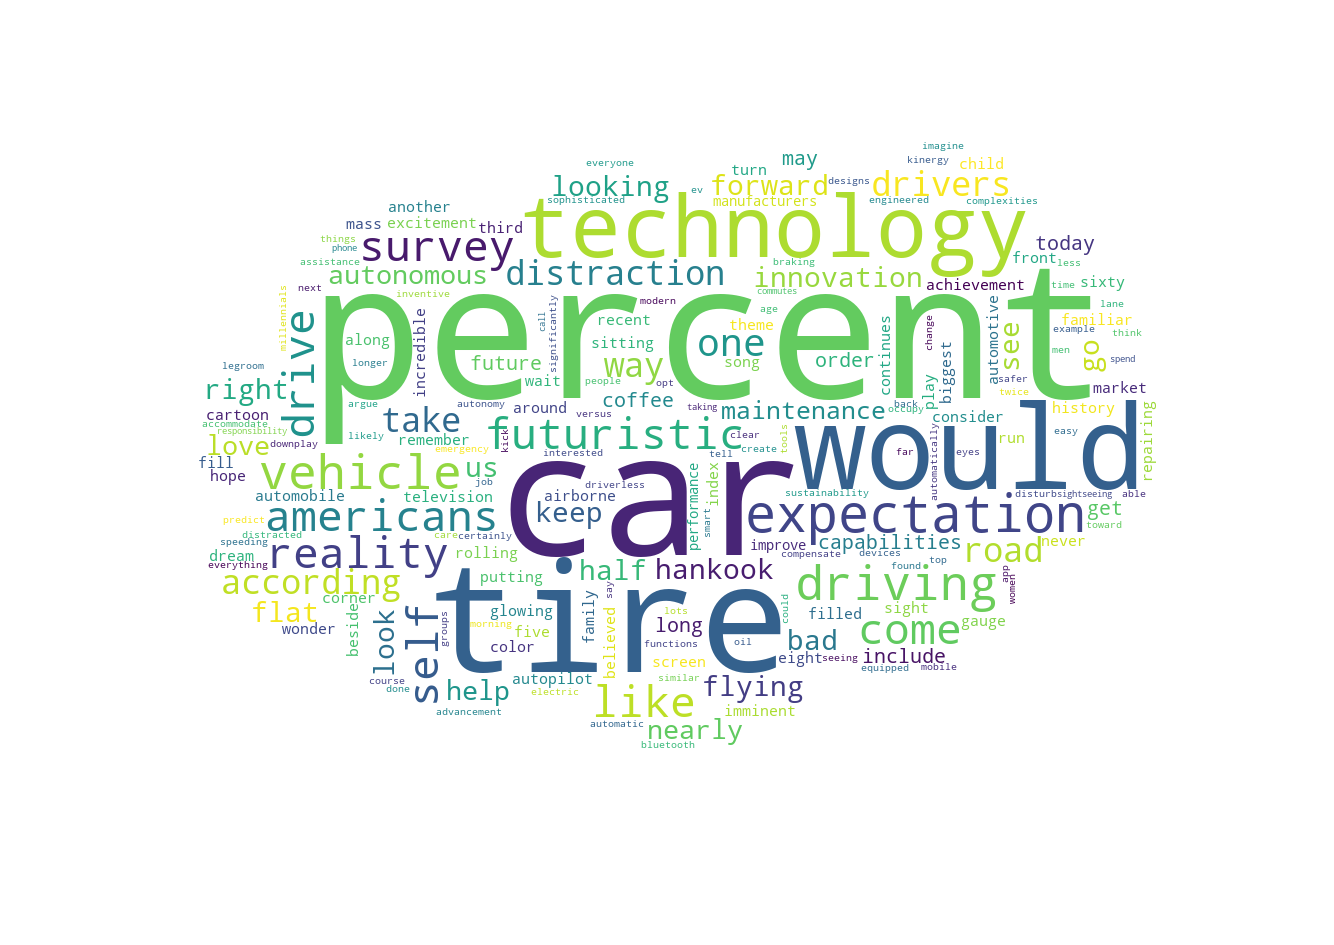 imagine
everyone
turn
may
kinergy
child
looking
ev
forward
designs
drivers
sophisticated
manufacturers
engineered
complexities
another
mass
excitement
third
technology
things
phone
survey
today
assistance
autonomous
distraction
braking
innovation
front
less
achievement
next
inventive
modern
commutes
time
sixty
millennials
percent
call
significantly
age
lane
drive
incredible
recent
theme
one
change
automotive
familiar
along
sitting
song
example
think
longer
future
way
order
continues
biggest
see
men
go
spend
legroom
wait
people
opt
play
safer
right
argue
autonomy
coffee
twice
market
cartoon
take
around
versus
taking
maintenance
occupy
back
consider
history
accommodate
responsibility
likely
futuristic
would
love
downplay
remember
kick
clear
create
tools
run
easy
repairing
fill
emergency
interested
tell
far
automatically
eyes
hope
vehicle
us
car
job
driverless
performance
index
automobile
television
airborne
sustainability
disturbsightseeing
able
americans
keep
smart
expectation
get
predict
distracted
care
certainly
toward
speeding
reality
rolling
improve
capabilities
never
dream
compensate
devices
road
everything
half
hankook
found
top
according
putting
tire
driving
app
women
corner
say
flat
glowing
family
lots
could
filled
sight
wonder
beside
look
self
groups
morning
five
believed
long
bad
come
gauge
color
functions
oil
screen
eight
seeing
include
course
autopilot
similar
equipped
mobile
done
help
electric
flying
advancement
like
imminent
automatic
nearly
bluetooth